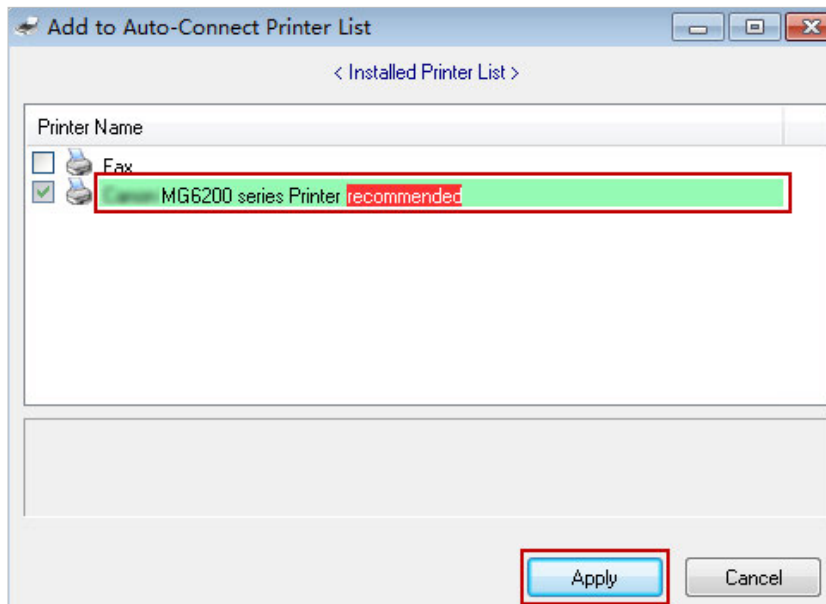 Add to Auto-Connect Printer List
< Installed Printer List >
Printer Name
Fax
MG6200 series Printer recommended
Apply Cancel